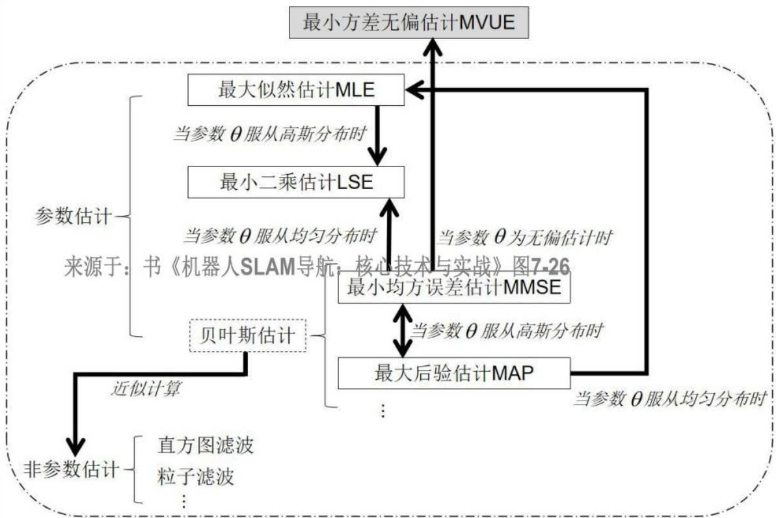 最小方差无偏估计MVUE
最大似然估计MLE
当参数 θ 服从高斯分布时
最小二乘估计LSE
参数估计
当参数 θ 服从均匀分布时
当参数 θ 为无偏估计时
来源于：书《机器人SLAM导航：核心技术与实战》图7-26
最小均方误差估计MMSE
贝叶斯估计
当参数 θ 服从高斯分布时
最大后验估计MAP
近似计算
当参数 θ 服从均匀分布时
⋮
直方图滤波
非参数估计
粒子滤波
⋮